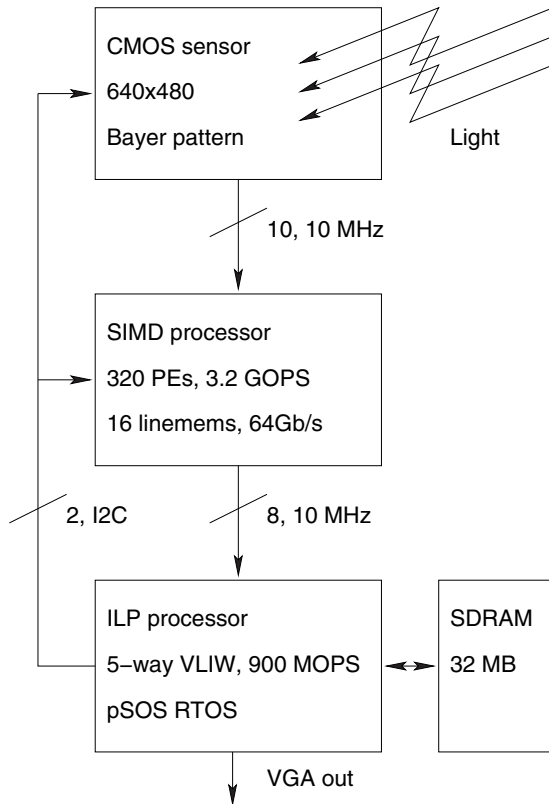 CMOS sensor
640x480
Bayer pattern
Light
10, 10 MHz
SIMD processor
320 PEs, 3.2 GOPS
16 linemems, 64Gb/s
2, I2C
8, 10 MHz
ILP processor
5−way VLIW, 900 MOPS
pSOS RTOS
SDRAM
32 MB
VGA out